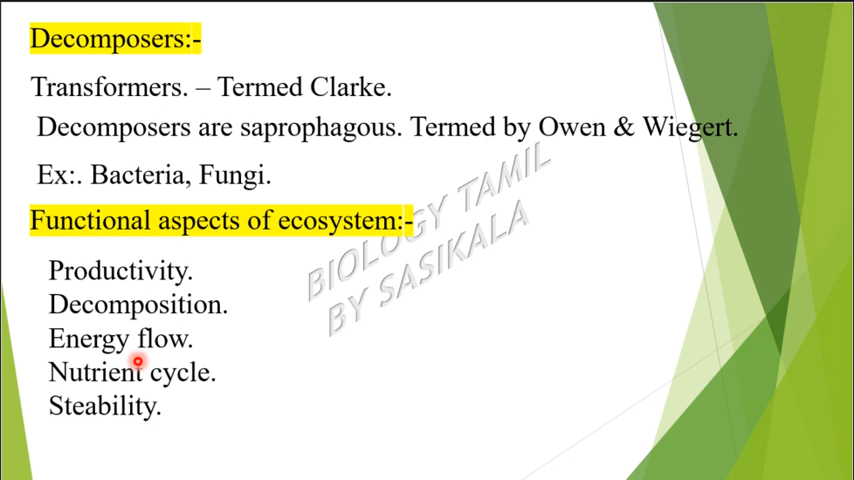 Decomposers:-
Transformers. – Termed Clarke.
Decomposers are saprophagous. Termed by Owen & Wiegert.
Ex:. Bacteria, Fungi.
Functional aspects of ecosystem:-
Productivity.
Decomposition.
Energy flow.
Nutrient cycle.
Steability.
BIOLOGY TAMIL
BY SASIKALA